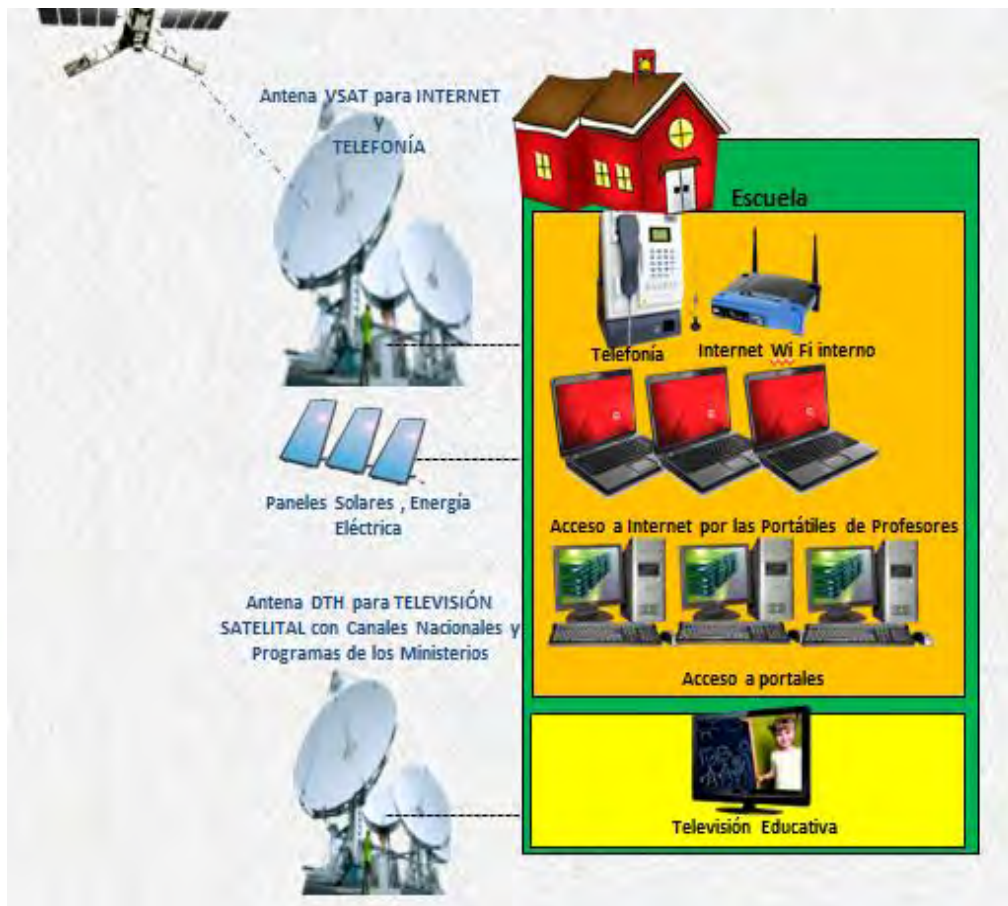 Antena VSAT para INTERNET
y
TELEFONÍA
Escuela
Telefonía
Internet Wi Fi interno
Paneles Solares , Energía
Eléctrica
Acceso a Internet por las Portátiles de Profesores
Antena DTH para TELEVISIÓN
SATELITAL con Canales Nacionales y
Programas de los Ministerios
Acceso a portales
Televisión Educativa